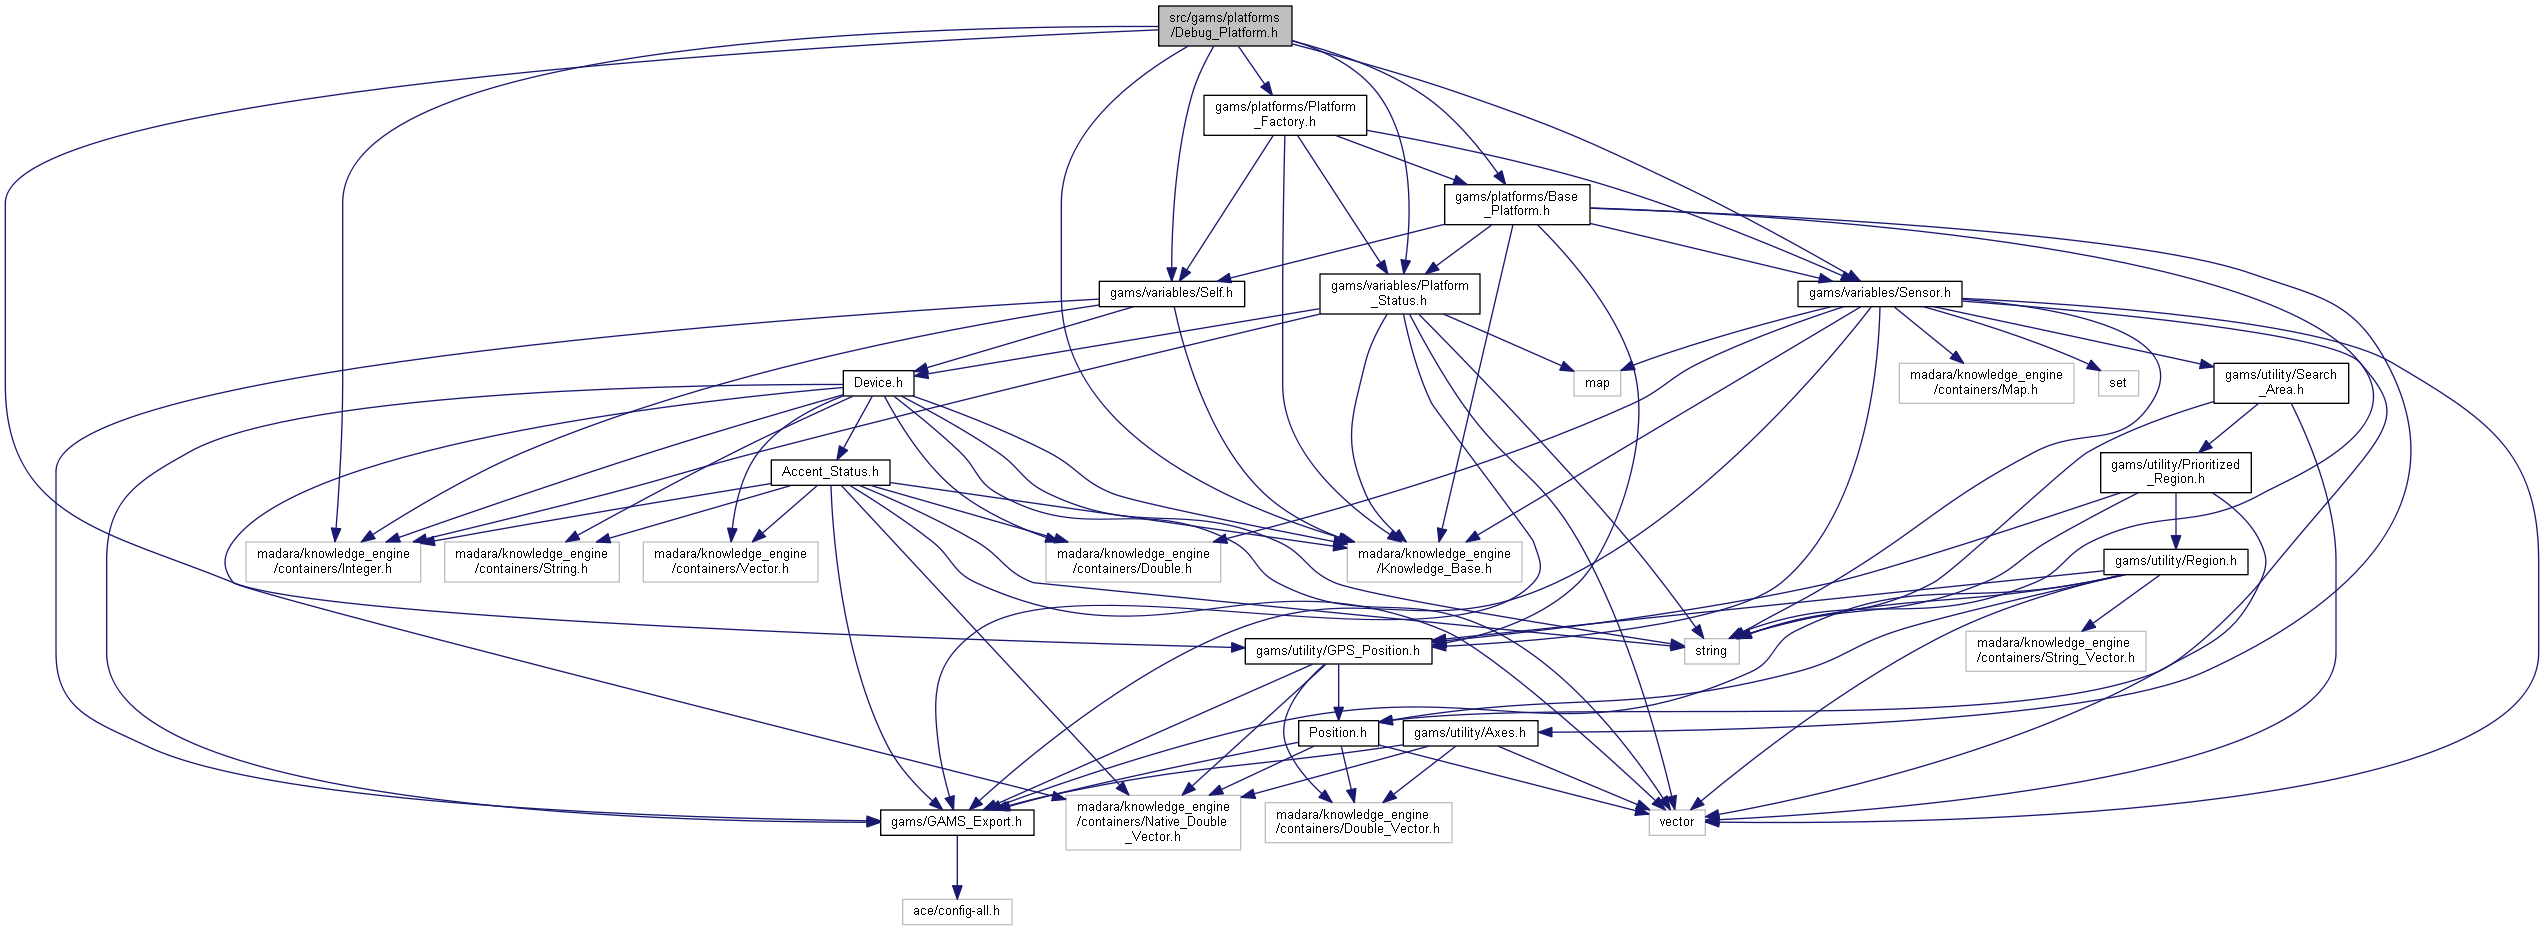 src/gams/platforms
/Debug_Platform.h
gams/platforms/Platform
_Factory.h
gams/platforms/Base
_Platform.h
gams/variables/Self.h
gams/variables/Platform
_Status.h
gams/variables/Sensor.h
Device.h
map
madara/knowledge_engine
/containers/Map.h
set
gams/utility/Search
_Area.h
Accent_Status.h
gams/utility/Prioritized
_Region.h
madara/knowledge_engine
/containers/Integer.h
madara/knowledge_engine
/containers/String.h
madara/knowledge_engine
/containers/Vector.h
madara/knowledge_engine
/containers/Double.h
madara/knowledge_engine
/Knowledge_Base.h
gams/utility/Region.h
gams/utility/GPS_Position.h
string
madara/knowledge_engine
/containers/String_Vector.h
Position.h
gams/utility/Axes.h
gams/GAMS_Export.h
madara/knowledge_engine
/containers/Native_Double
_Vector.h
madara/knowledge_engine
/containers/Double_Vector.h
vector
ace/config-all.h